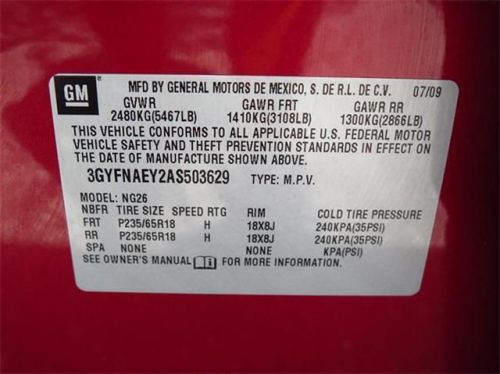 GM
MFD BY GENERAL MOTORS DE MEXICO, S. DE R.L. DE C.V. 07/09
GVWR GAWR FRT GAWR RR
2480KG(5467LB) 1410KG(3108LB) 1300KG(2866LB)
THIS VEHICLE CONFORMS TO ALL APPLICABLE U.S. FEDERAL MOTOR
VEHICLE SAFETY AND THEFT PREVENTION STANDARDS IN EFFECT ON
THE DATE OF MANUFACTURE SHOWN ABOVE.
3GYFNAEY2AS503629 TYPE: M.P.V.
MODEL: NG26
NBFR TIRE SIZE SPEED RTG RIM COLD TIRE PRESSURE
FRT P235/65R18 H 18X8J 240KPA(35PSI)
RR P235/65R18 H 18X8J 240KPA(35PSI)
SPA NONE NONE KPA(PSI)
SEE OWNER'S MANUAL FOR MORE INFORMATION.